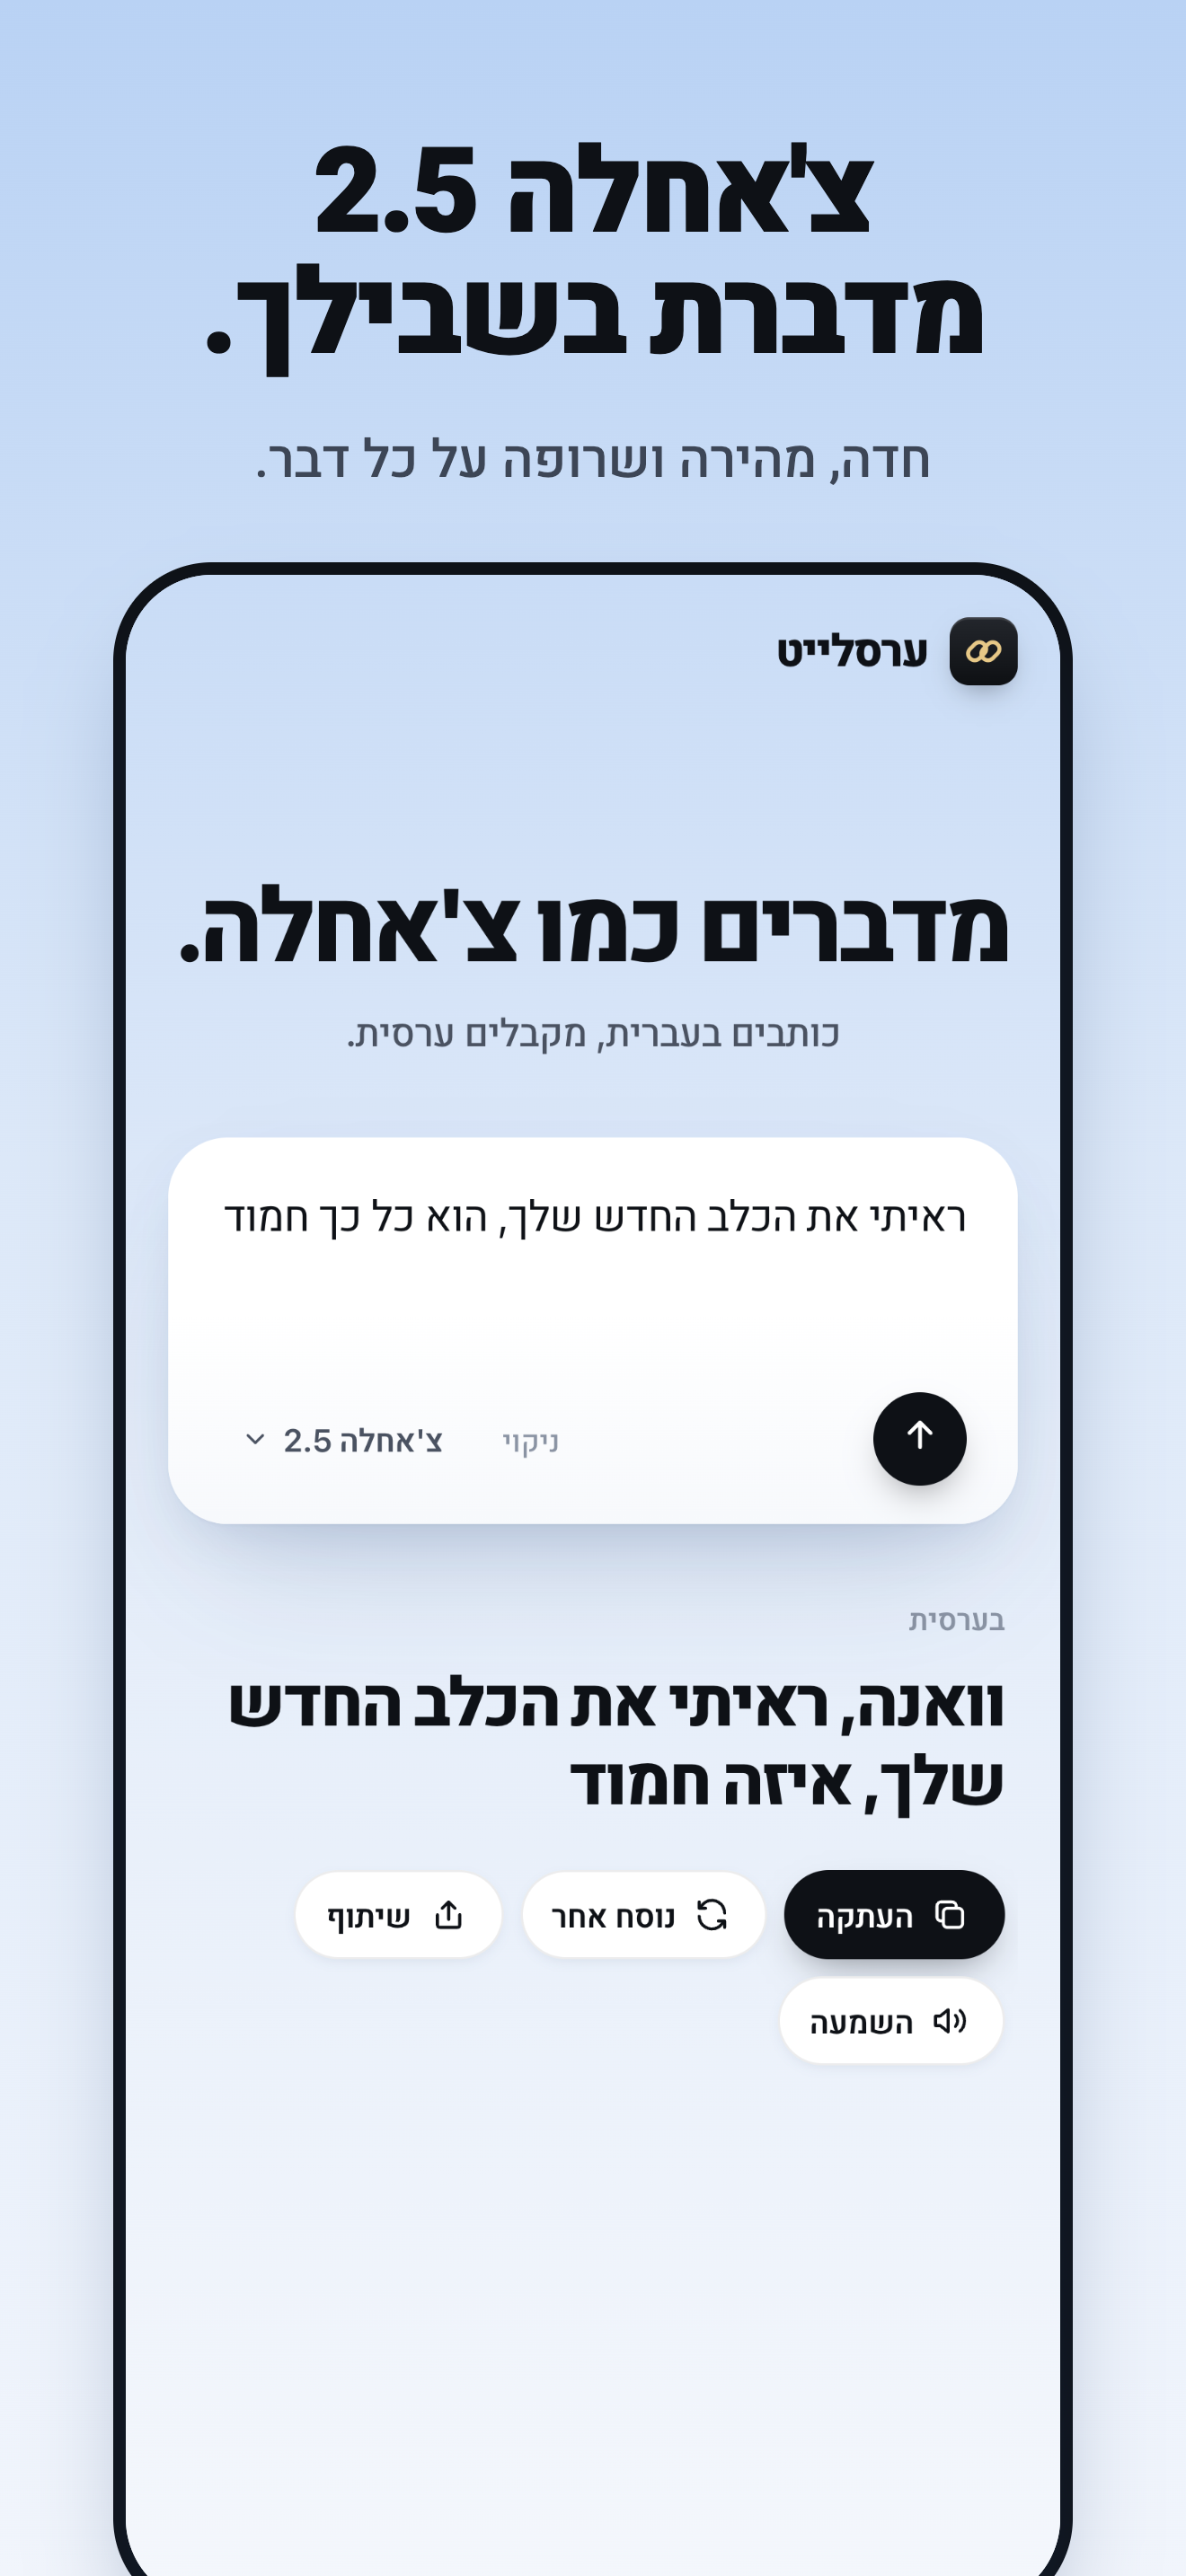 צ'אחלה 2.5
מדברת בשבילך.
חדה, מהירה ושרופה על כל דבר.
ערסלייט
מדברים כמו צ'אחלה.
כותבים בעברית, מקבלים ערסית.
ראיתי את הכלב החדש שלך, הוא כל כך חמוד
ניקוי צ'אחלה 2.5
בערסית
וואנה, ראיתי את הכלב החדש
שלך, איזה חמוד
העתקה נוסח אחר שיתוף
השמעה